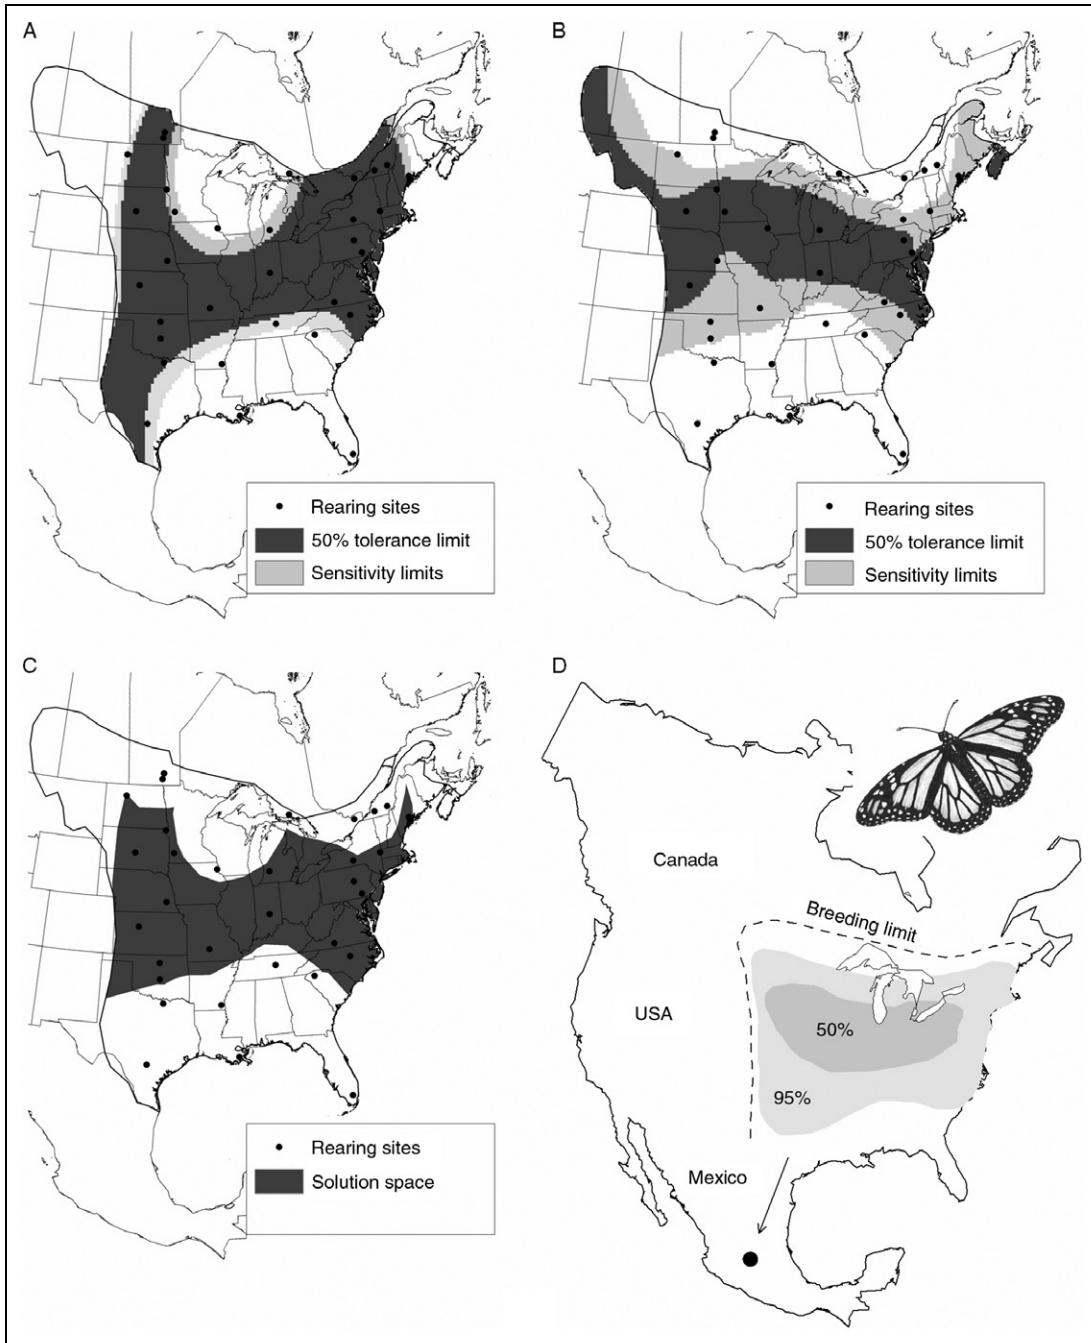 A
Rearing sites
50% tolerance limit
Sensitivity limits
B
Rearing sites
50% tolerance limit
Sensitivity limits
C
Rearing sites
Solution space
D
Canada
Breeding limit
USA
50%
95%
Mexico